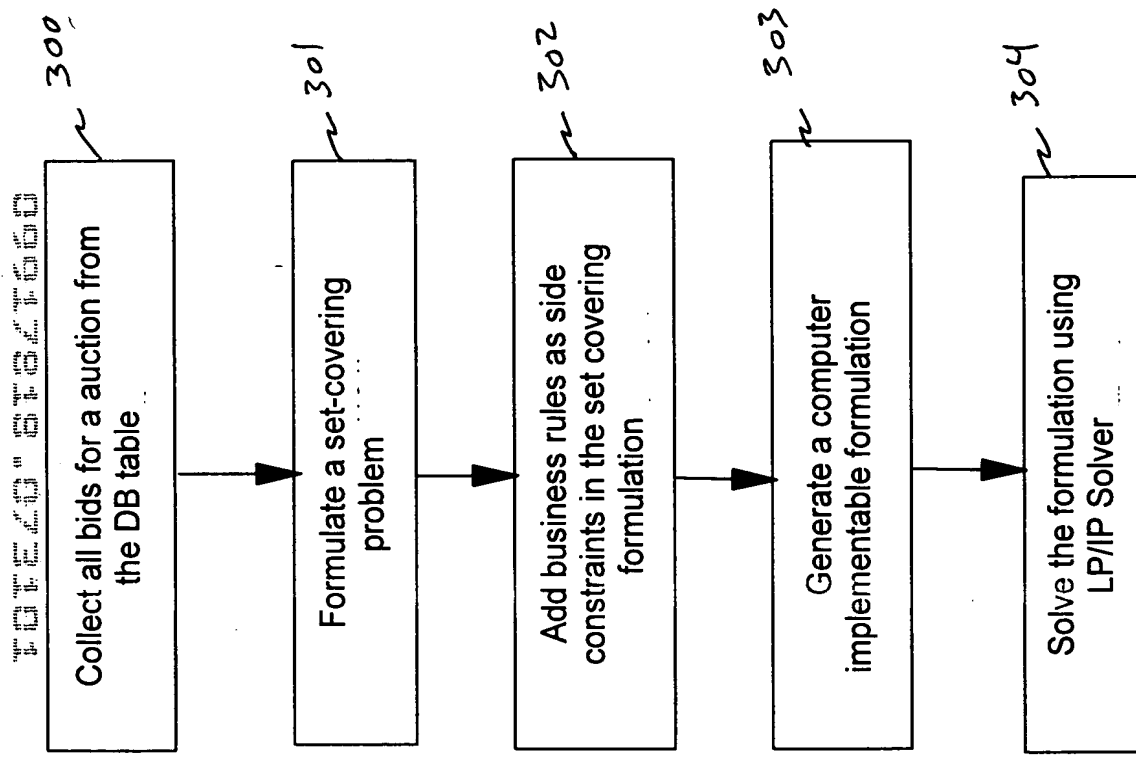 300
Collect all bids for a auction from
the DB table
301
Formulate a set-covering
problem
302
Add business rules as side
constraints in the set covering
formulation
303
Generate a computer
implementable formulation
304
Solve the formulation using
LP/IP Solver